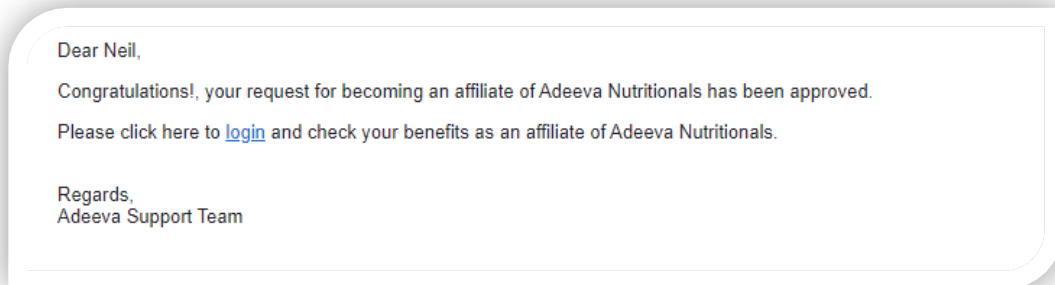 Dear Neil,
Congratulations!, your request for becoming an affiliate of Adeeva Nutritionals has been approved.
Please click here to login and check your benefits as an affiliate of Adeeva Nutritionals.
Regards,
Adeeva Support Team